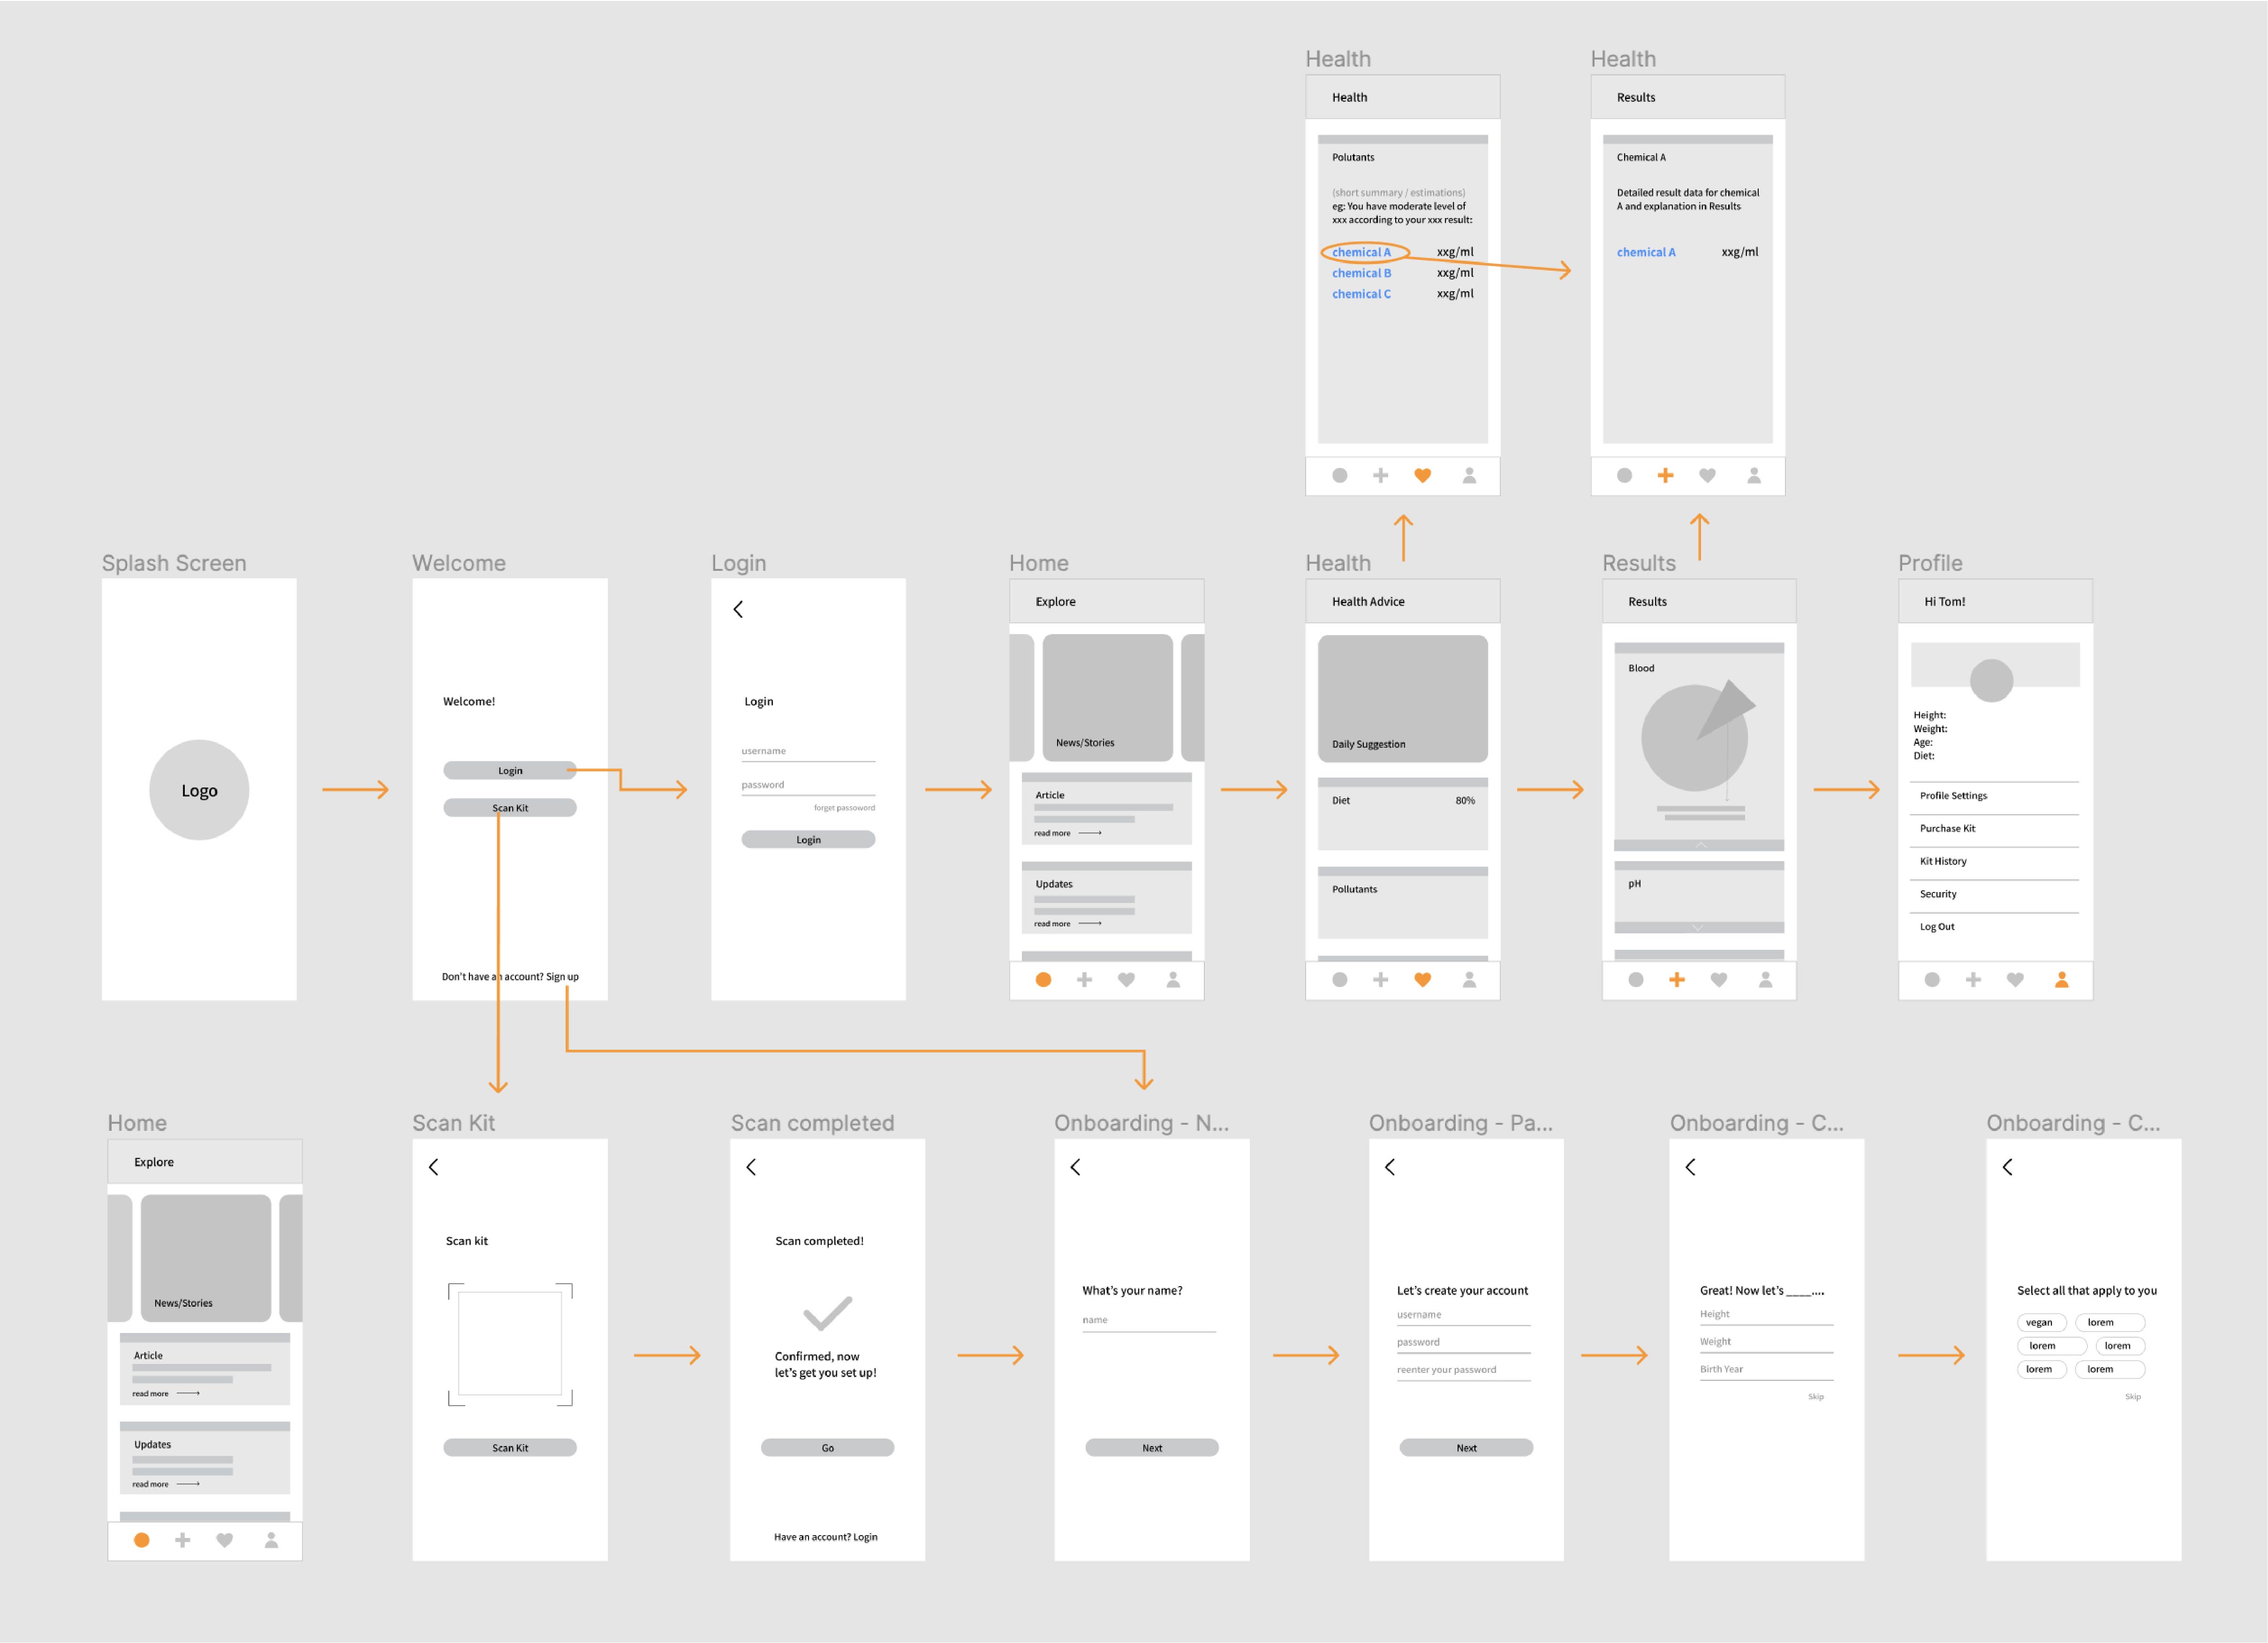 Health
Health
Polutants
(short summary / estimations)
eg: You have moderate level of
xxx according to your xxx result:
chemical A xxg/ml
chemical B xxg/ml
chemical C xxg/ml
Health
Results
Chemical A
Detailed result data for chemical
A and explanation in Results
chemical A xxg/ml
Splash Screen
Logo
Welcome
Welcome!
Login
Scan Kit
Don't have an account? Sign up
Login
Login
username
password
forget passoword
Login
Home
Explore
News/Stories
Article
read more
Updates
read more
Health
Health Advice
Daily Suggestion
Diet 80%
Pollutants
Results
Results
Blood
pH
Profile
Hi Tom!
Height:
Weight:
Age:
Diet:
Profile Settings
Purchase Kit
Kit History
Security
Log Out
Home
Explore
News/Stories
Article
read more
Updates
read more
Scan Kit
Scan kit
Scan Kit
Scan completed
Scan completed!
Confirmed, now
let's get you set up!
Go
Have an account? Login
Onboarding - N...
What's your name?
name
Next
Onboarding - Pa...
Let's create your account
username
password
reenter your password
Next
Onboarding - C...
Great! Now let's ____....
Height
Weight
Birth Year
Skip
Onboarding - C...
Select all that apply to you
vegan lorem
lorem lorem
lorem lorem
Skip